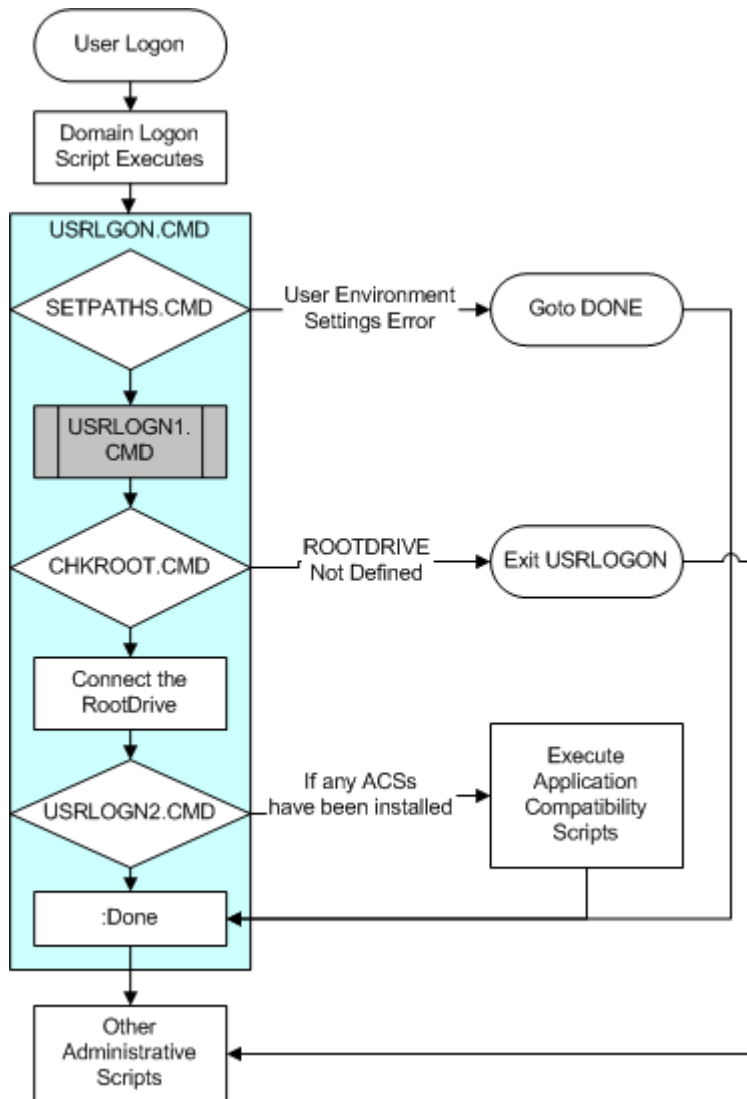 User Logon
Domain Logon
Script Executes
USRLGON.CMD
SETPATHS.CMD
User Environment
Settings Error
Goto DONE
USRLOGN1.
CMD
CHKROOT.CMD
ROOTDRIVE
Not Defined
Exit USRLOGON
Connect the
RootDrive
USRLOGN2.CMD
If any ACSs
have been installed
Execute
Application
Compatibility
Scripts
:Done
Other
Administrative
Scripts